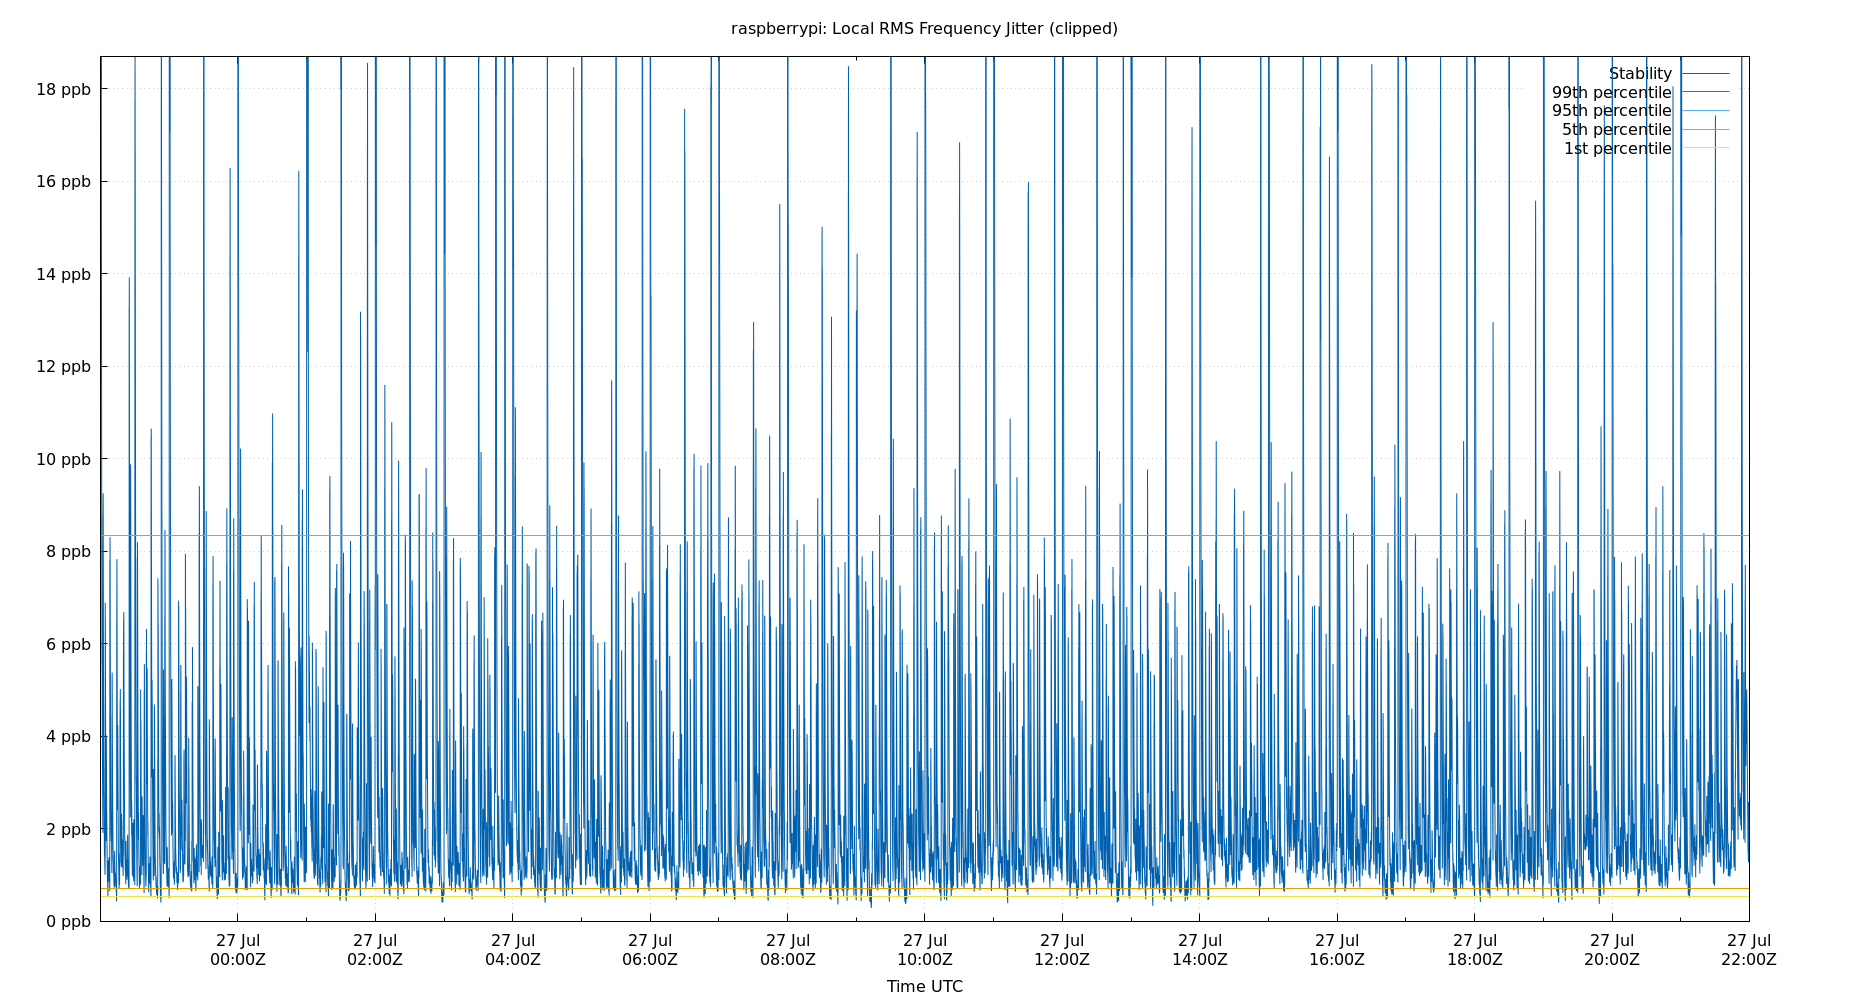 raspberrypi: Local RMS Frequency Jitter (clipped)
18 ppb
16 ppb
14 ppb
12 ppb
10 ppb
8 ppb
6 ppb
4 ppb
2 ppb
0 ppb
Stability
99th percentile
95th percentile
5th percentile
1st percentile
27 Jul 27 Jul 27 Jul 27 Jul 27 Jul 27 Jul 27 Jul 27 Jul 27 Jul 27 Jul 27 Jul 27 Jul
00:00Z 02:00Z 04:00Z 06:00Z 08:00Z 10:00Z 12:00Z 14:00Z 16:00Z 18:00Z 20:00Z 22:00Z
Time UTC